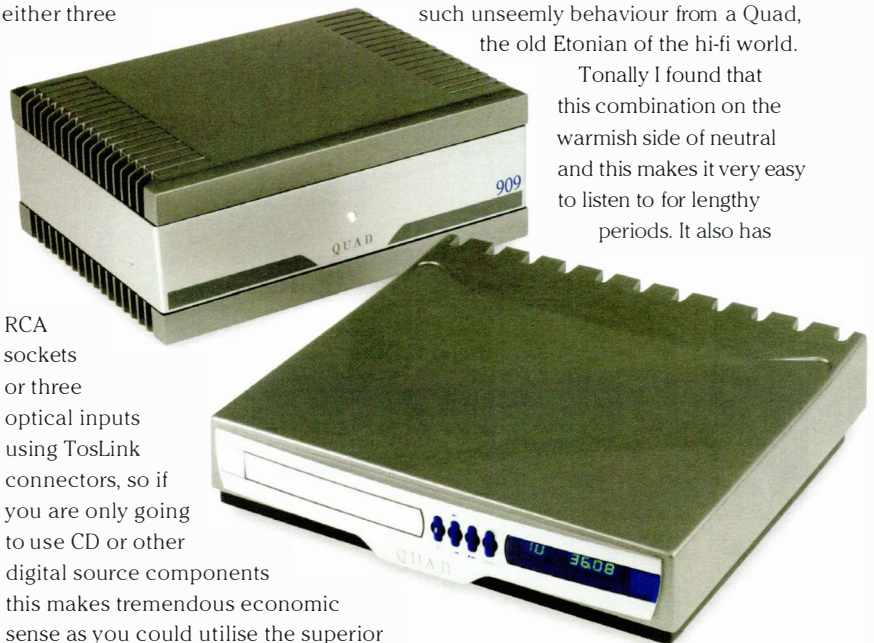 either three
RCA
sockets
or three
optical inputs
using TosLink
connectors, so if
you are only going
to use CD or other
digital source components
this makes tremendous economic
sense as you could utilise the superior
such unseemly behaviour from a Quad,
the old Etonian of the hi-fi world.
Tonally I found that
this combination on the
warmish side of neutral
and this makes it very easy
to listen to for lengthy
periods. It also has
909
QUAD
QUAD
10 36.08